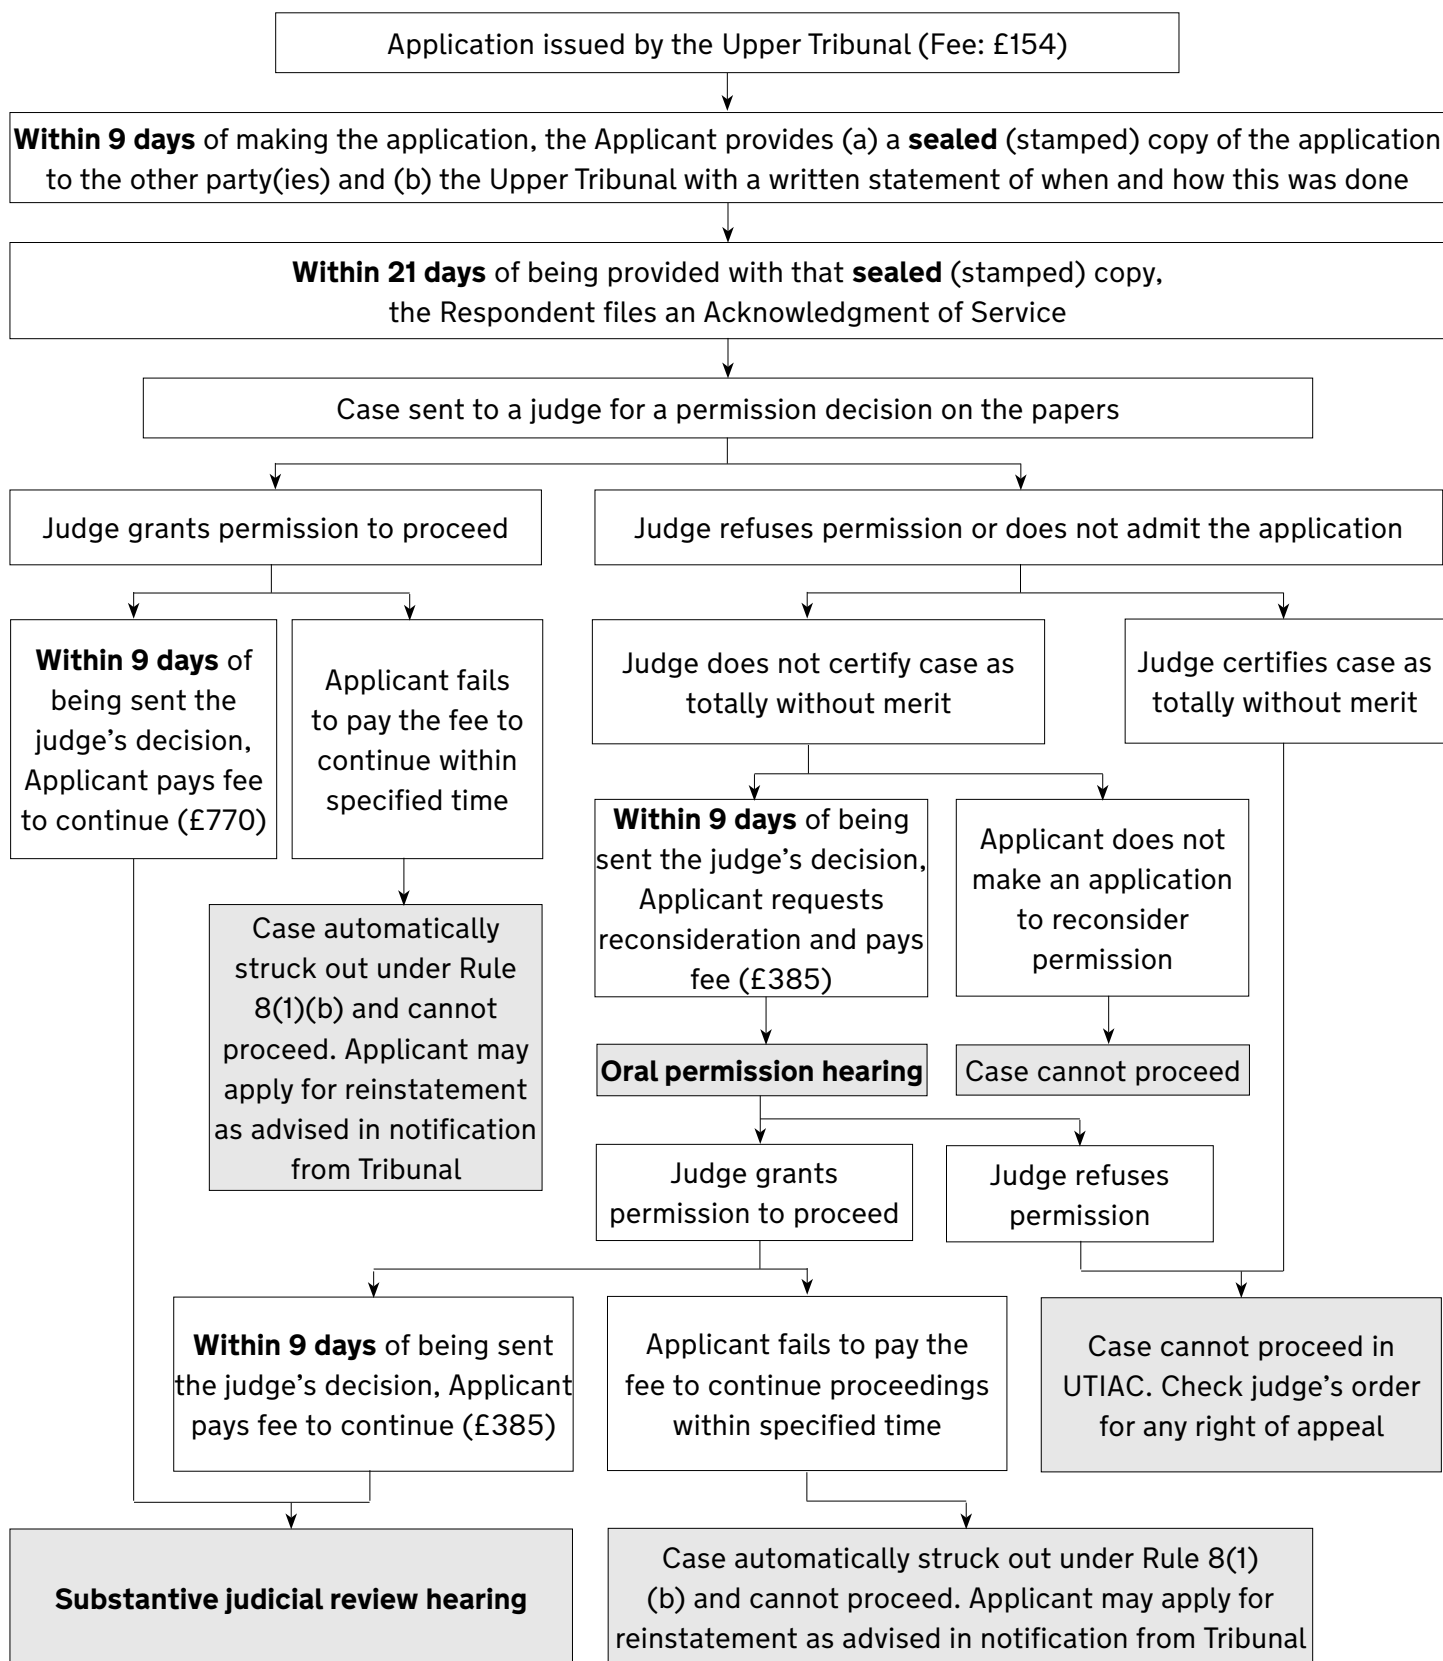 Application issued by the Upper Tribunal (Fee: £154)
Within 9 days of making the application, the Applicant provides (a) a sealed (stamped) copy of the application
to the other party(ies) and (b) the Upper Tribunal with a written statement of when and how this was done
Within 21 days of being provided with that sealed (stamped) copy,
the Respondent files an Acknowledgment of Service
Case sent to a judge for a permission decision on the papers
Judge grants permission to proceed
Judge refuses permission or does not admit the application
Within 9 days of
being sent the
judge’s decision,
Applicant pays fee
to continue (£770)
Applicant fails
to pay the fee to
continue within
specified time
Judge does not certify case as
totally without merit
Judge certifies case as
totally without merit
Case automatically
struck out under Rule
8(1)(b) and cannot
proceed. Applicant may
apply for reinstatement
as advised in notification
from Tribunal
Within 9 days of being
sent the judge’s decision,
Applicant requests
reconsideration and pays
fee (£385)
Applicant does not
make an application
to reconsider
permission
Oral permission hearing
Case cannot proceed
Judge grants
permission to proceed
Judge refuses
permission
Within 9 days of being sent
the judge’s decision, Applicant
pays fee to continue (£385)
Applicant fails to pay the
fee to continue proceedings
within specified time
Case cannot proceed in
UTIAC. Check judge’s order
for any right of appeal
Substantive judicial review hearing
Case automatically struck out under Rule 8(1)
(b) and cannot proceed. Applicant may apply for
reinstatement as advised in notification from Tribunal